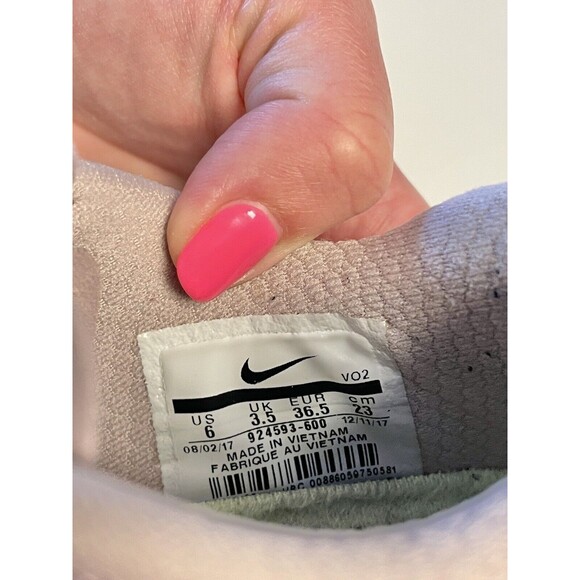 VO2
US UK EUR cm
6 3.5 36.5 23
08/02/17 924593-600 12/11/17
MADE IN VIETNAM
FABRIQUE AU VIETNAM
00886059750581